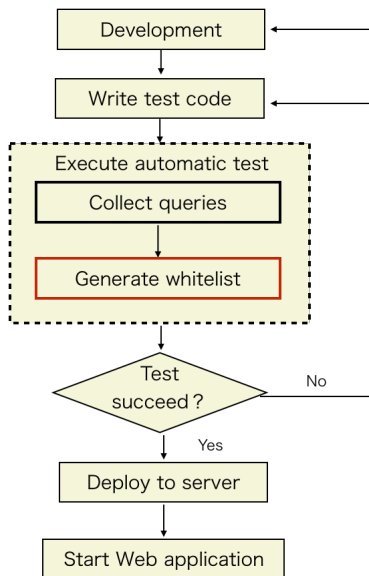 Development
Write test code
Execute automatic test
Collect queries
Generate whitelist
Test
succeed？
No
Yes
Deploy to server
Start Web application